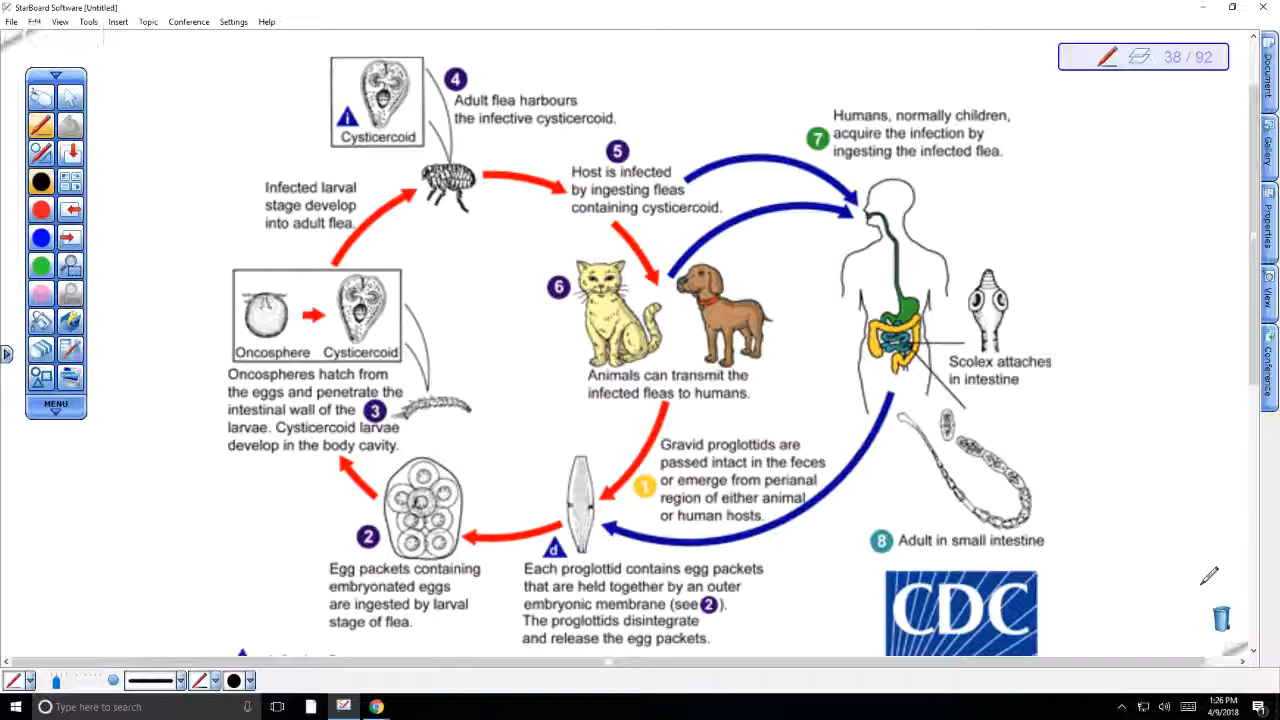 StarBoard Software [Untitled]
File Edit View Tools Insert Topic Conference Settings Help
38 / 92
Document
Gallery
View
Conference
MENU
4
Adult flea harbours
the infective cysticercoid.
i
Cysticercoid
5
Host is infected
by ingesting fleas
containing cysticercoid.
7
Humans, normally children,
acquire the infection by
ingesting the infected flea.
Infected larval
stage develop
into adult flea.
6
Animals can transmit the
infected fleas to humans.
Oncosphere Cysticercoid
Oncospheres hatch from
the eggs and penetrate the
intestinal wall of the 3
larvae. Cysticercoid larvae
develop in the body cavity.
Scolex attaches
in intestine
1
Gravid proglottids are
passed intact in the feces
or emerge from perianal
region of either animal
or human hosts.
2
Egg packets containing
embryonated eggs
are ingested by larval
stage of flea.
d
Each proglottid contains egg packets
that are held together by an outer
embryonic membrane (see 2).
The proglottids disintegrate
and release the egg packets.
8 Adult in small intestine
CDC
Type here to search
1:26 PM
4/9/2018